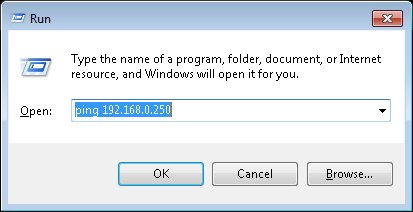 Run
Type the name of a program, folder, document, or Internet
resource, and Windows will open it for you.
Open: ping 192.168.0.250
OK Cancel Browse...